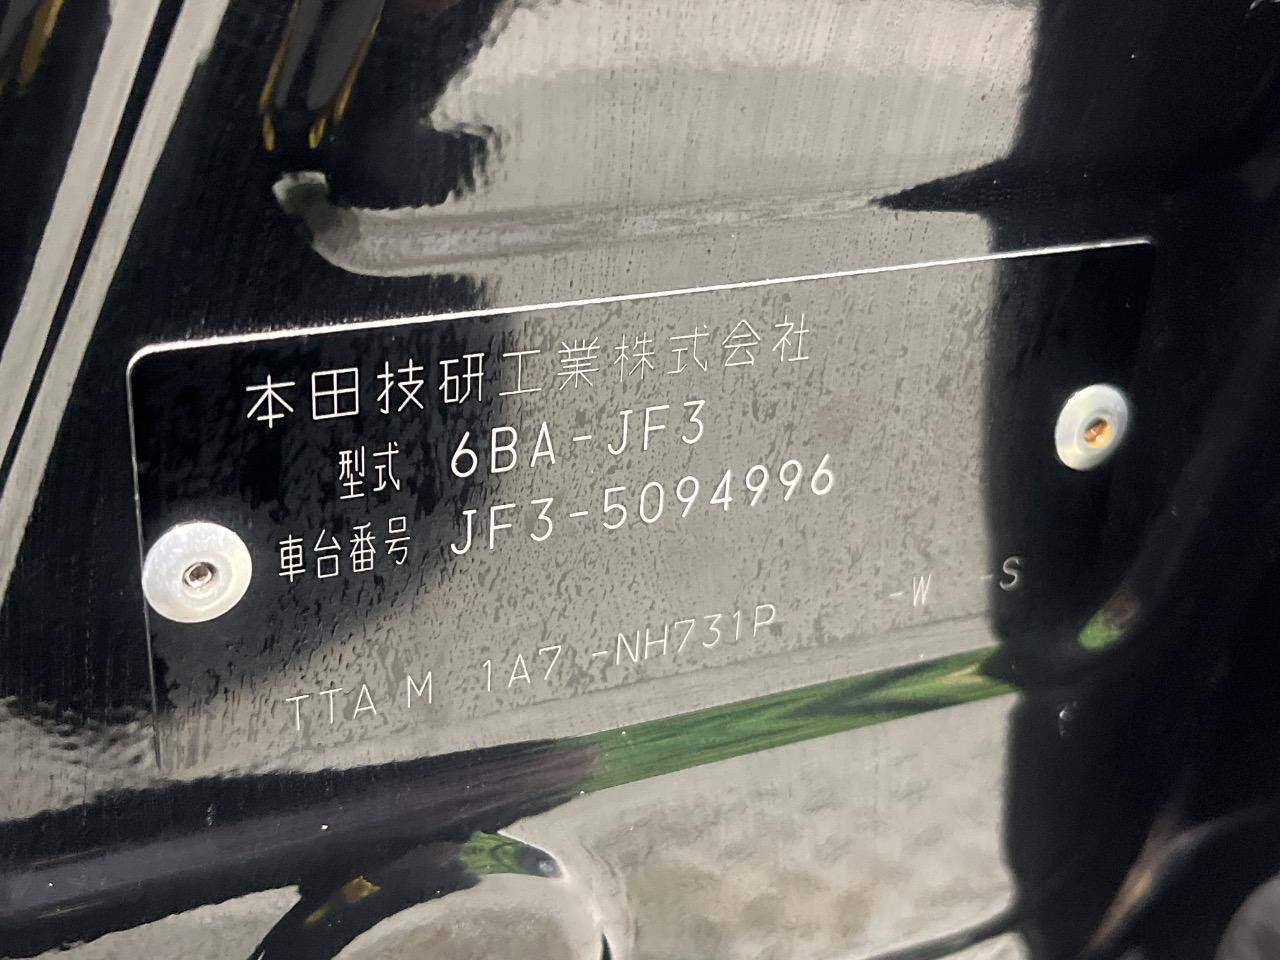 本田技研工業株式会社
型式 6BA-JF3
車台番号 JF3-5094996
TTA M 1A7 -NH731P -W -S